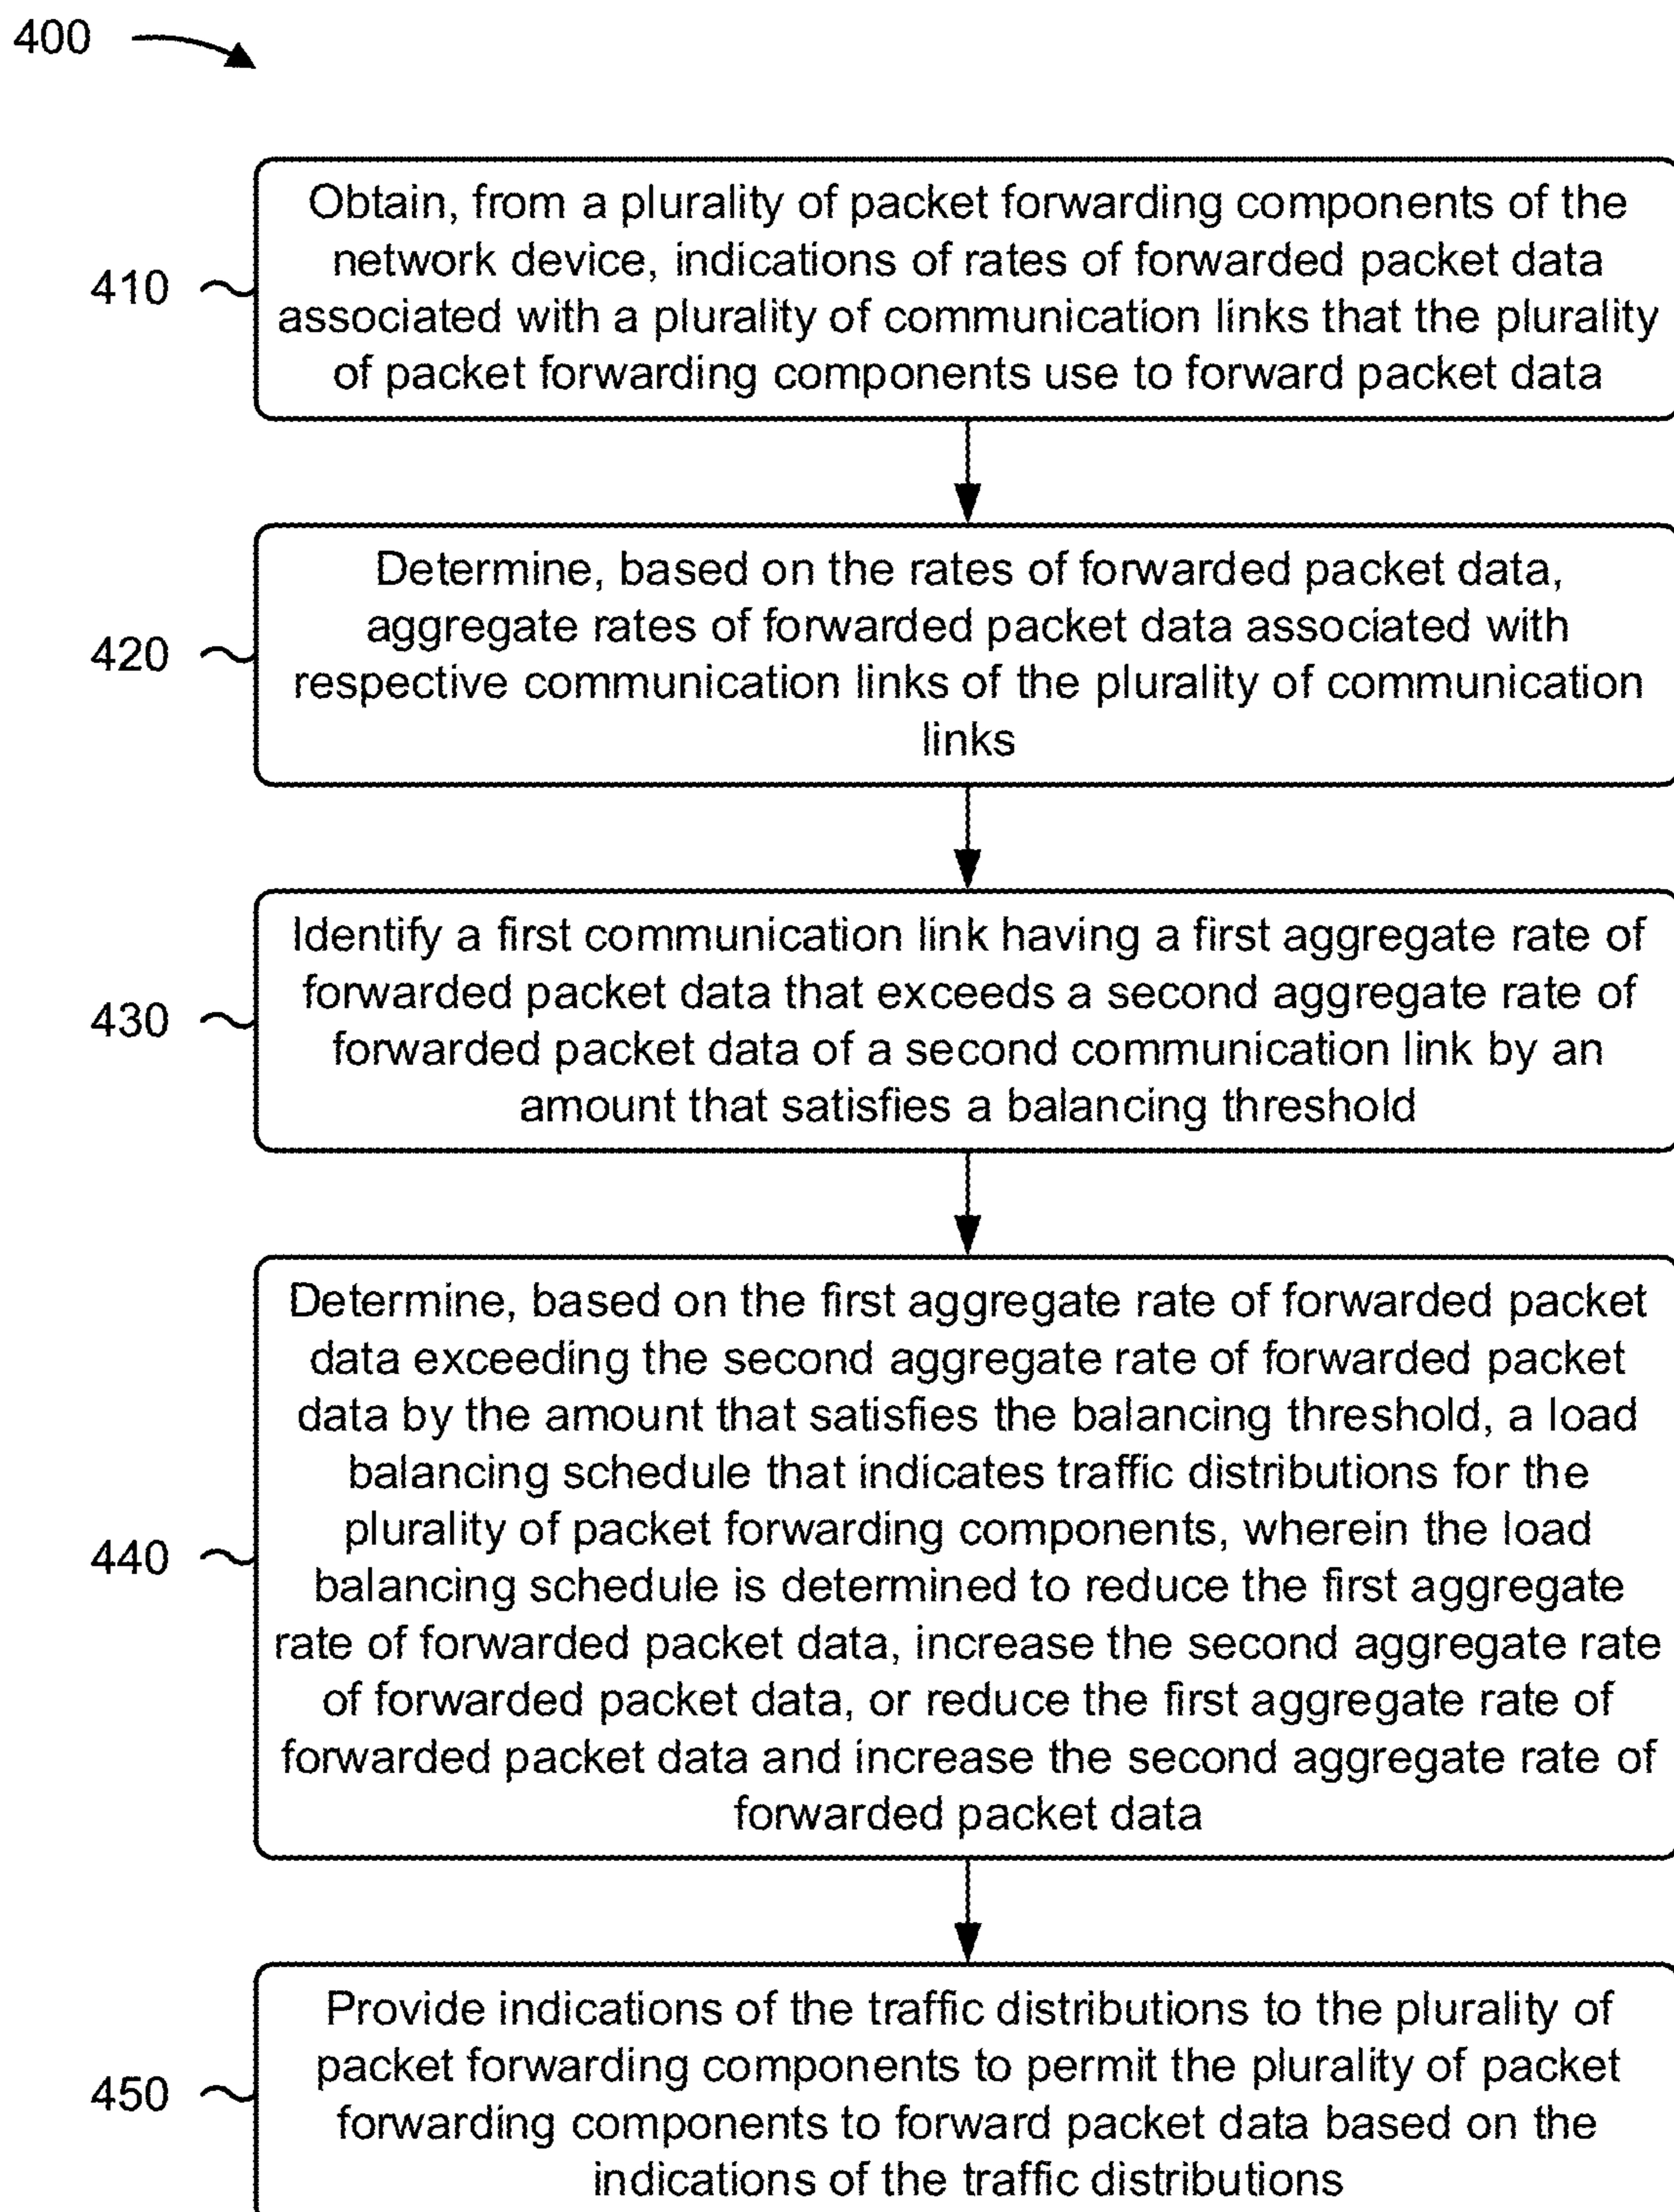 400
Obtain, from a plurality of packet forwarding components of the
network device, indications of rates of forwarded packet data
410
associated with a plurality of communication links that the plurality
of packet forwarding components use to forward packet data
Determine, based on the rates of forwarded packet data,
aggregate rates of forwarded packet data associated with
420
respective communication links of the plurality of communication
links
Identify a first communication link having a first aggregate rate of
forwarded packet data that exceeds a second aggregate rate of
430
forwarded packet data of a second communication link by an
amount that satisfies a balancing threshold
Determine, based on the first aggregate rate of forwarded packet
data exceeding the second aggregate rate of forwarded packet
data by the amount that satisfies the balancing threshold, a load
balancing schedule that indicates traffic distributions for the
plurality of packet forwarding components, wherein the load
440
balancing schedule is determined to reduce the first aggregate
rate of forwarded packet data, increase the second aggregate rate
of forwarded packet data, or reduce the first aggregate rate of
forwarded packet data and increase the second aggregate rate of
forwarded packet data
Provide indications of the traffic distributions to the plurality of
packet forwarding components to permit the plurality of packet
450
forwarding components to forward packet data based on the
indications of the traffic distributions